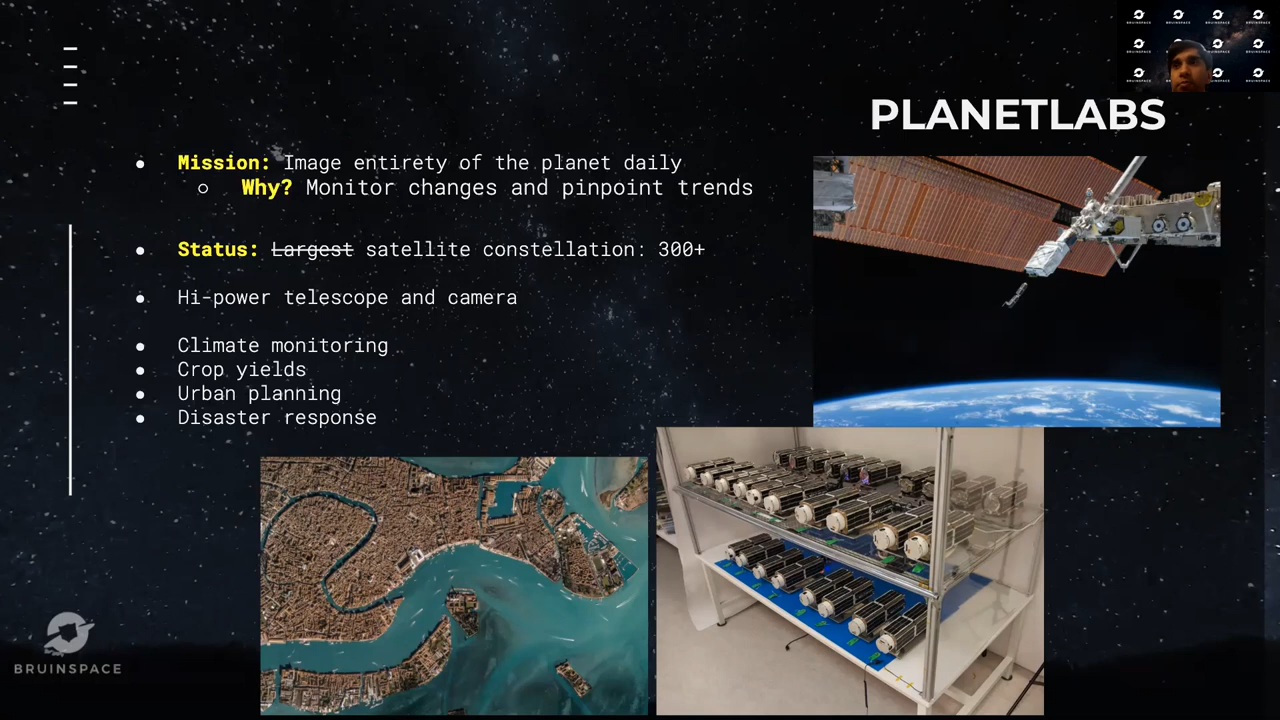 PLANETLABS
● Mission: Image entirety of the planet daily
○ Why? Monitor changes and pinpoint trends
● Status: Largest satellite constellation: 300+
● Hi-power telescope and camera
● Climate monitoring
● Crop yields
● Urban planning
● Disaster response
BRUINSPACE